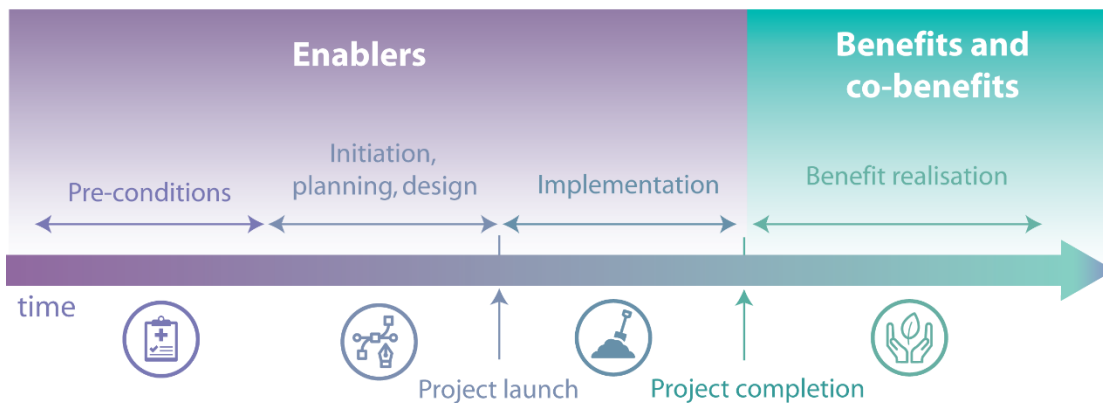 Enablers
Benefits and
co-benefits
Pre-conditions
Initiation,
planning, design
Implementation
Benefit realisation
time
Project launch
Project completion